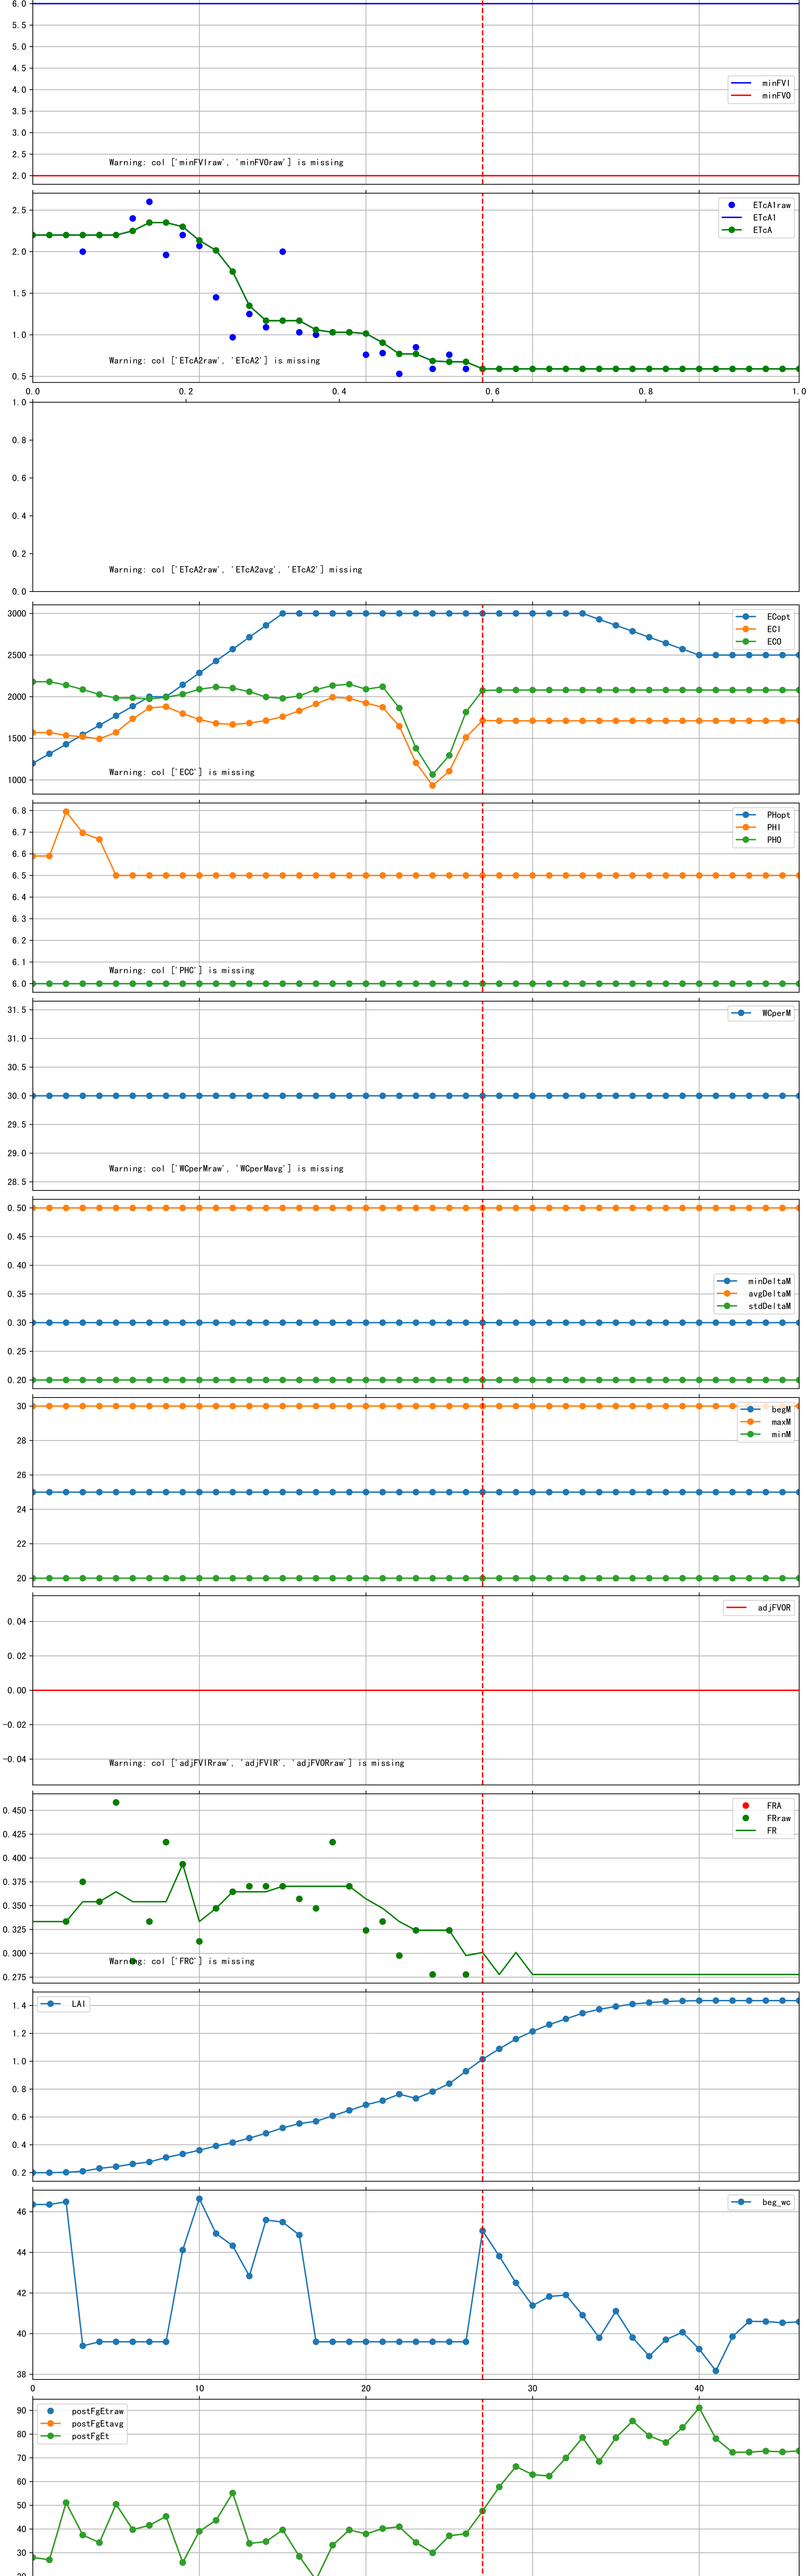 6.0
5.5
5.0
4.5
4.0
3.5
3.0
2.5
2.0
minFVI
minFVO
Warning: col ['minFVIraw', 'minFVOraw'] is missing
2.5
2.0
1.5
1.0
0.5
ETcA1raw
ETcA1
ETcA
Warning: col ['ETcA2raw', 'ETcA2'] is missing
0.0 0.2 0.4 0.6 0.8 1.0
1.0
0.8
0.6
0.4
0.2
0.0
Warning: col ['ETcA2raw', 'ETcA2avg', 'ETcA2'] missing
3000
2500
2000
1500
1000
ECopt
ECI
ECO
Warning: col ['ECC'] is missing
6.8
6.7
6.6
6.5
6.4
6.3
6.2
6.1
6.0
PHopt
PHI
PHO
Warning: col ['PHC'] is missing
31.5
31.0
30.5
30.0
29.5
29.0
28.5
WCperM
Warning: col ['WCperMraw', 'WCperMavg'] is missing
0.50
0.45
0.40
0.35
0.30
0.25
0.20
minDeltaM
avgDeltaM
stdDeltaM
30
28
26
24
22
20
begM
maxM
minM
0.04
0.02
0.00
-0.02
-0.04
adjFVOR
Warning: col ['adjFVIRraw', 'adjFVIR', 'adjFVORraw'] is missing
0.450
0.425
0.400
0.375
0.350
0.325
0.300
0.275
FRA
FRraw
FR
Warning: col ['FRC'] is missing
1.4
1.2
1.0
0.8
0.6
0.4
0.2
LAI
46
44
42
40
38
beg_wc
0 10 20 30 40
90
80
70
60
50
40
30
postFgEtraw
postFgEtavg
postFgEt